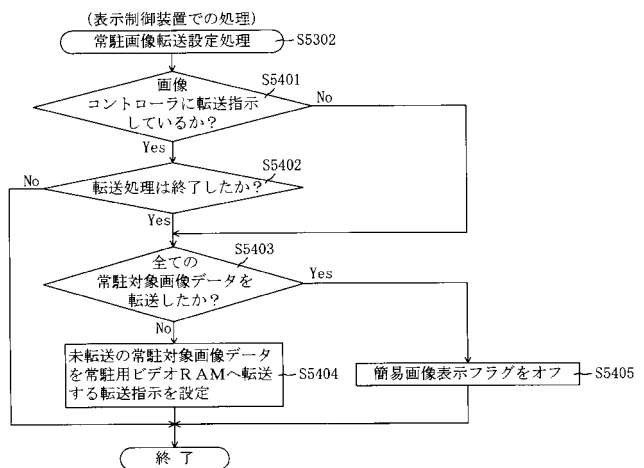 (表示制御装置での処理)
常駐画像転送設定処理
S5302
S5401
画像
コントローラに転送指示
しているか?
No
Yes
S5402
No
転送処理は終了したか?
Yes
S5403
全ての
常駐対象画像データを
転送したか?
Yes
No
未転送の常駐対象画像データ
を常駐用ビデオRAMへ転送
する転送指示を設定
S5404
簡易画像表示フラグをオフ
S5405
終了